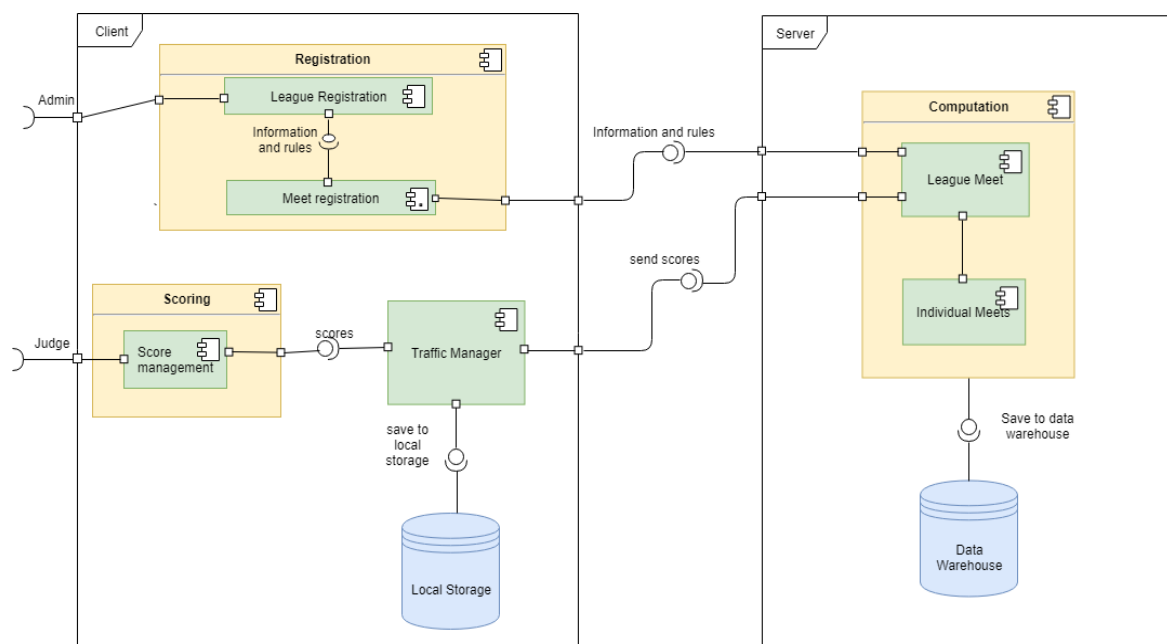 Client
Server
Registration
League Registration
Admin
Information
and rules
Meet registration
Information and rules
Computation
League Meet
send scores
Individual Meets
Scoring
Judge
Score
management
scores
Traffic Manager
save to
local
storage
Save to data
warehouse
Local Storage
Data
Warehouse